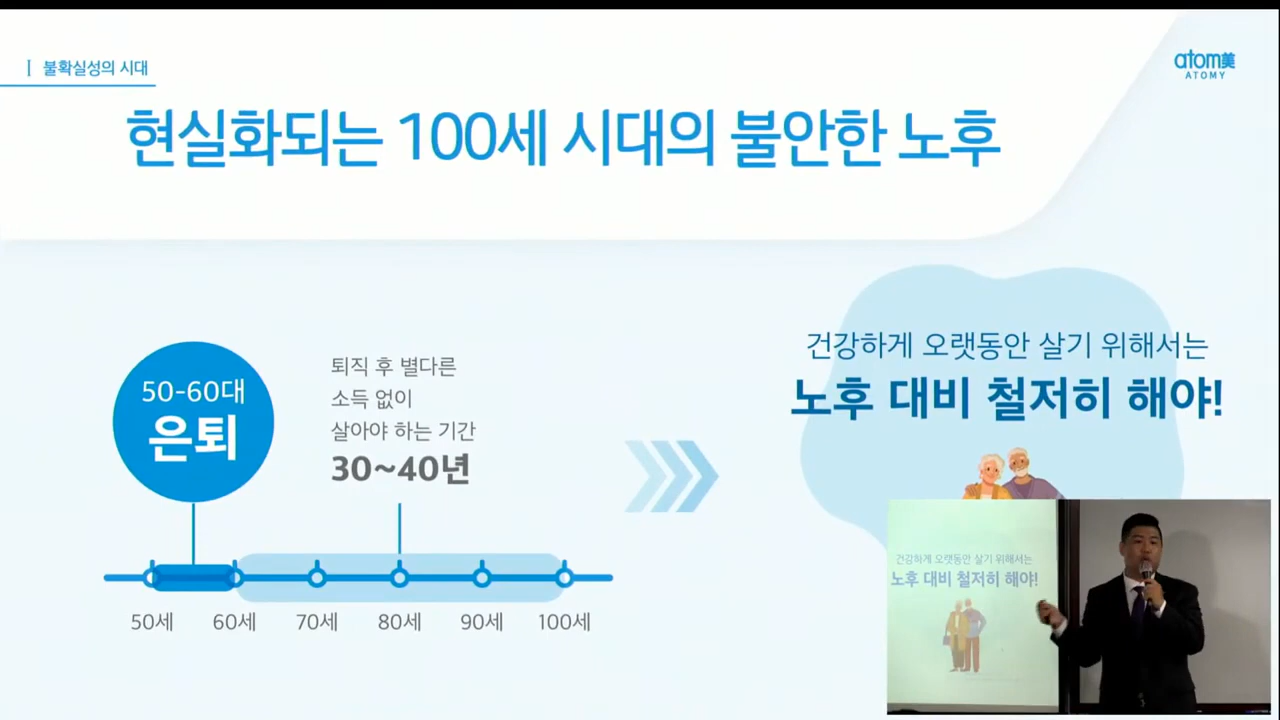 | 불확실성의 시대
atom美
ATOMY
현실화되는 100세 시대의 불안한 노후
50-60대
은퇴
퇴직 후 별다른
소득 없이
살아야 하는 기간
30~40년
50세 60세 70세 80세 90세 100세
건강하게 오랫동안 살기 위해서는
노후 대비 철저히 해야!
건강하게 오랫동안 살기 위해서는
노후 대비 철저히 해야!